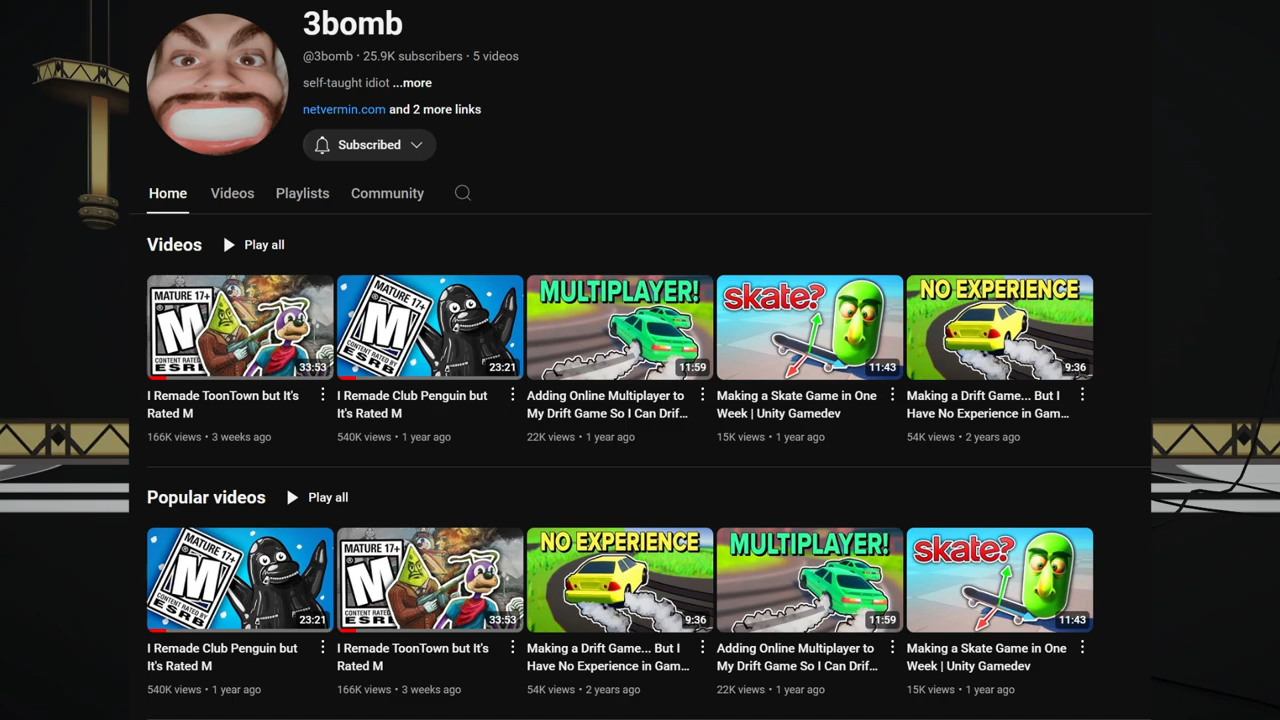 3bomb
@3bomb • 25.9K subscribers • 5 videos
self-taught idiot ...more
netvermin.com and 2 more links
Subscribed
Home Videos Playlists Community
Videos Play all
MATURE 17+
M
CONTENT RATED
ESRB
33:53
MATURE 17+
M
CONTENT RATED BY
ESRB
23:21
MULTIPLAYER!
11:59
skate?
11:43
NO EXPERIENCE
9:36
I Remade ToonTown but It's
Rated M
166K views • 3 weeks ago
I Remade Club Penguin but
It's Rated M
540K views • 1 year ago
Adding Online Multiplayer to
My Drift Game So I Can Drif...
22K views • 1 year ago
Making a Skate Game in One
Week | Unity Gamedev
15K views • 1 year ago
Making a Drift Game... But I
Have No Experience in Gam...
54K views • 2 years ago
Popular videos Play all
MATURE 17+
M
CONTENT RATED BY
ESRB
23:21
MATURE 17+
M
CONTENT RATED
ESRB
33:53
NO EXPERIENCE
9:36
MULTIPLAYER!
11:59
skate?
11:43
I Remade Club Penguin but
It's Rated M
540K views • 1 year ago
I Remade ToonTown but It's
Rated M
166K views • 3 weeks ago
Making a Drift Game... But I
Have No Experience in Gam...
54K views • 2 years ago
Adding Online Multiplayer to
My Drift Game So I Can Drif...
22K views • 1 year ago
Making a Skate Game in One
Week | Unity Gamedev
15K views • 1 year ago